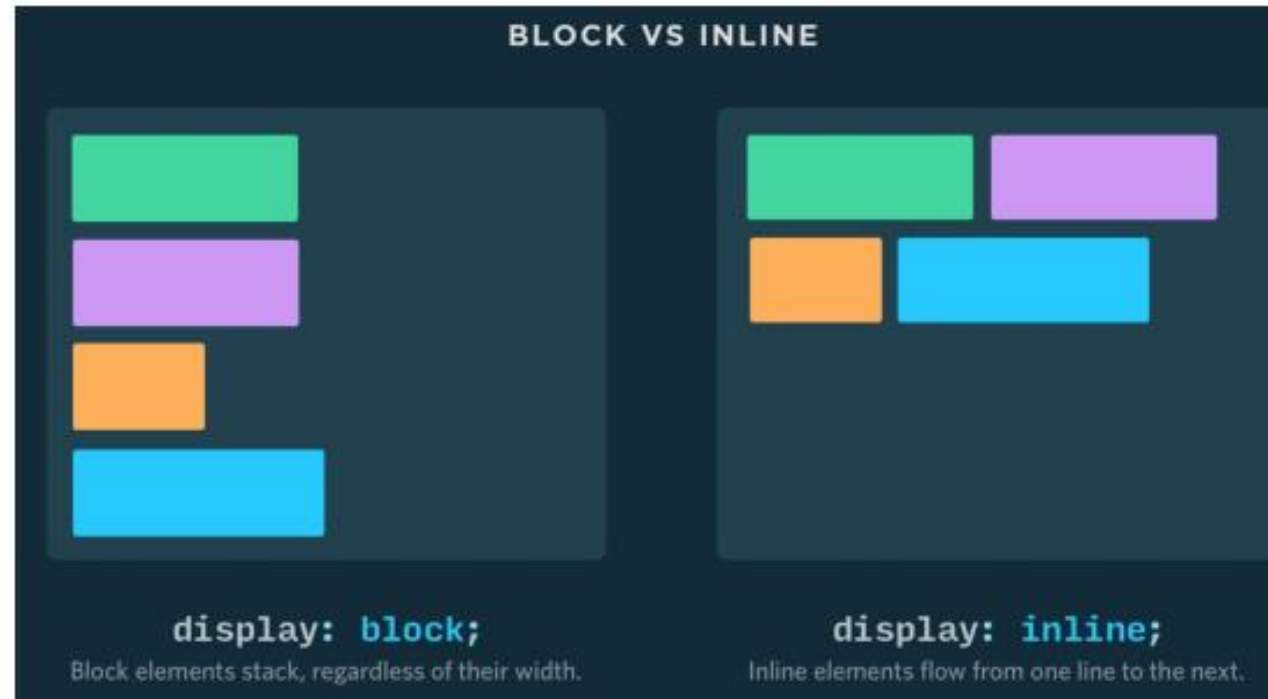 BLOCK VS INLINE
display: block;
Block elements stack, regardless of their width.
display: inline;
Inline elements flow from one line to the next.